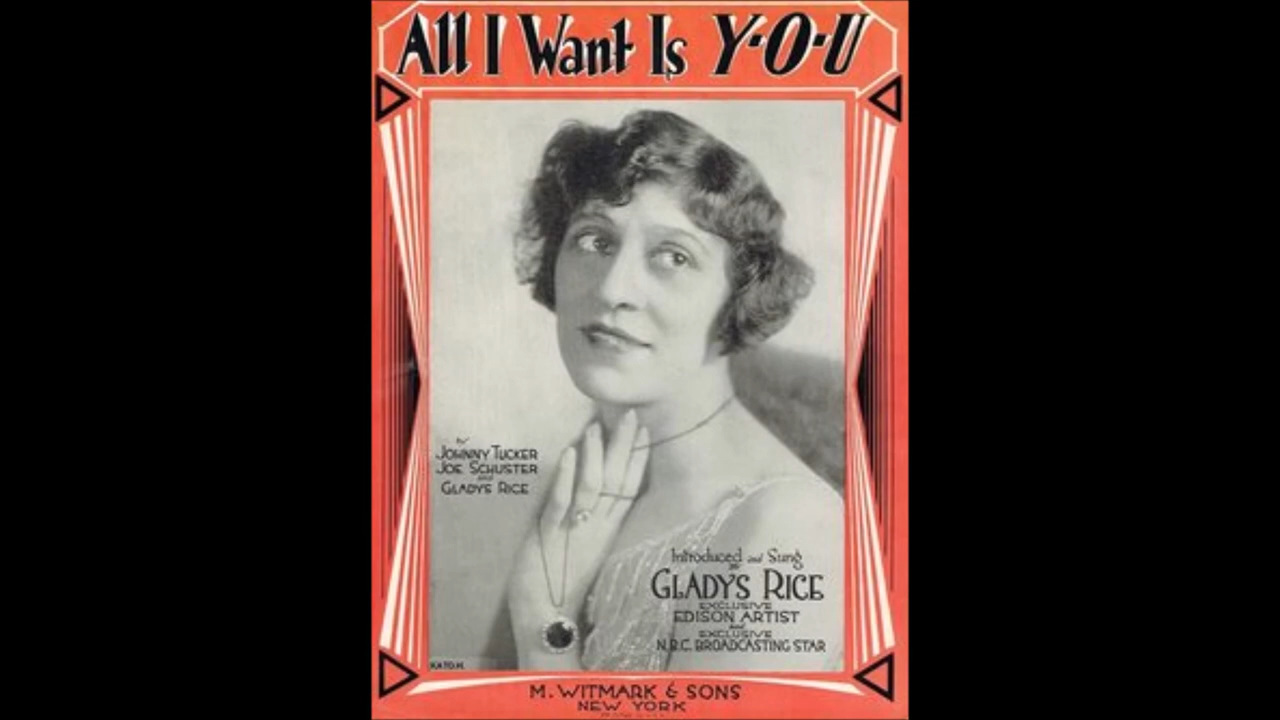 All I Want Is Y-O-U
by
JOHNNY TUCKER
JOE SCHUSTER
and
GLADYS RICE
Introduced and Sung
by
GLADYS RICE
EXCLUSIVE
EDISON ARTIST
and
EXCLUSIVE
N.B.C. BROADCASTING STAR
KATO.H.
M. WITMARK & SONS
NEW YORK